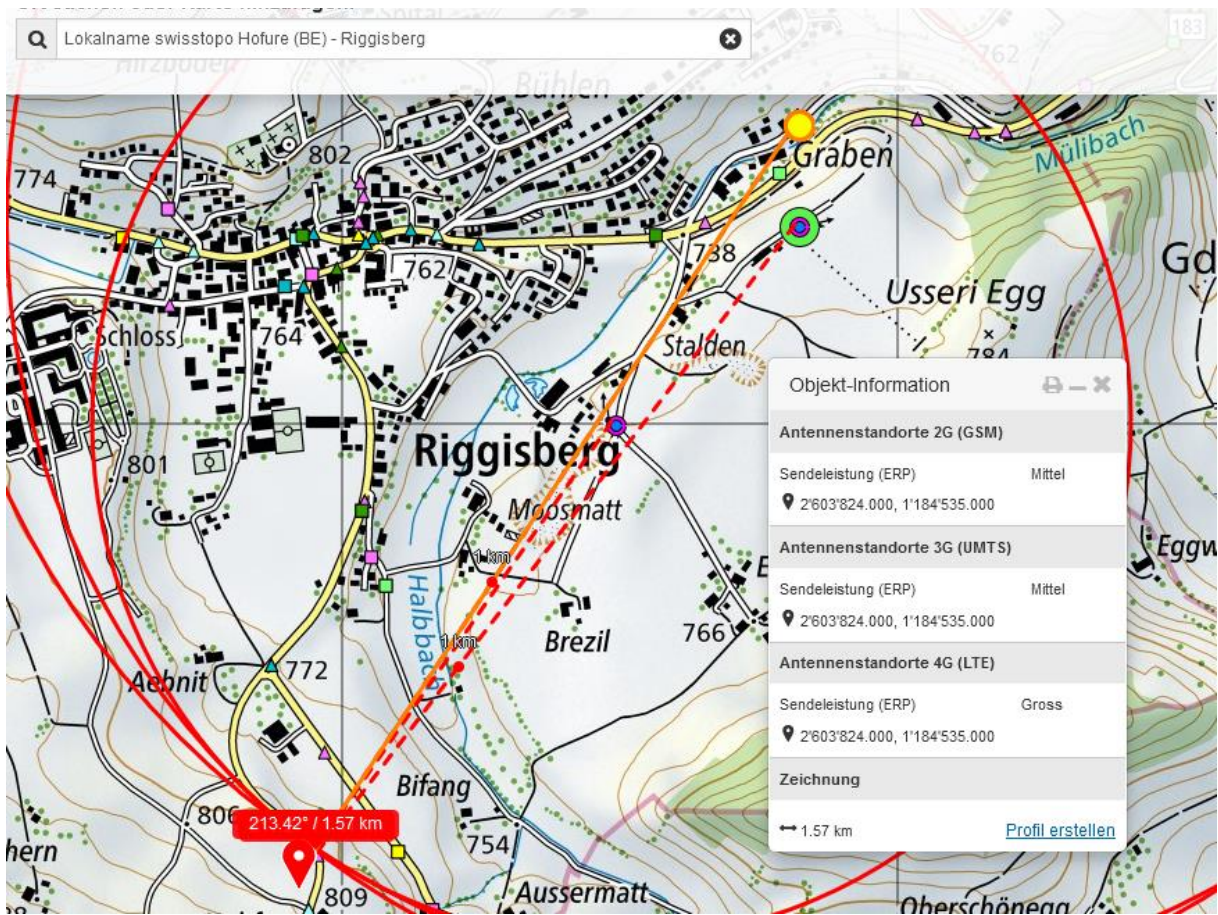 Lokalname swisstopo Hofure (BE) - Riggisberg
183
762
Bühlen
802
Gräben
Mülibach
774
738
762
Usseri Egg
Gd
Schloss
764
Stalden
784
Objekt-Information
Antennenstandorte 2G (GSM)
Sendeleistung (ERP) Mittel
2'603'824.000, 1'184'535.000
Antennenstandorte 3G (UMTS)
Sendeleistung (ERP) Mittel
2'603'824.000, 1'184'535.000
Antennenstandorte 4G (LTE)
Sendeleistung (ERP) Gross
2'603'824.000, 1'184'535.000
Zeichnung
1.57 km Profil erstellen
Riggisberg
801
Moosmatt
1 km
Eggw
E
Halbbach
Brezil
766
1 km
772
Aebnit
Bifang
806
213.42° / 1.57 km
hern
754
809
Aussermatt
Oberschönegg